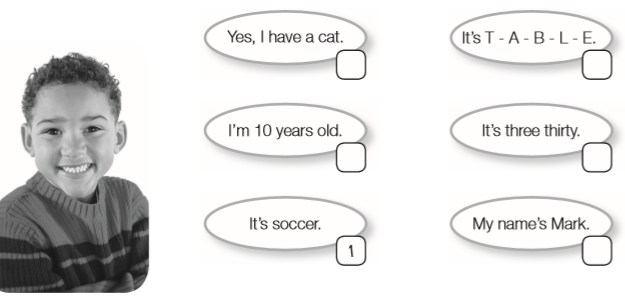 Yes, I have a cat.
It's T - A - B - L - E.
I'm 10 years old.
It's three thirty.
It's soccer.
1
My name's Mark.